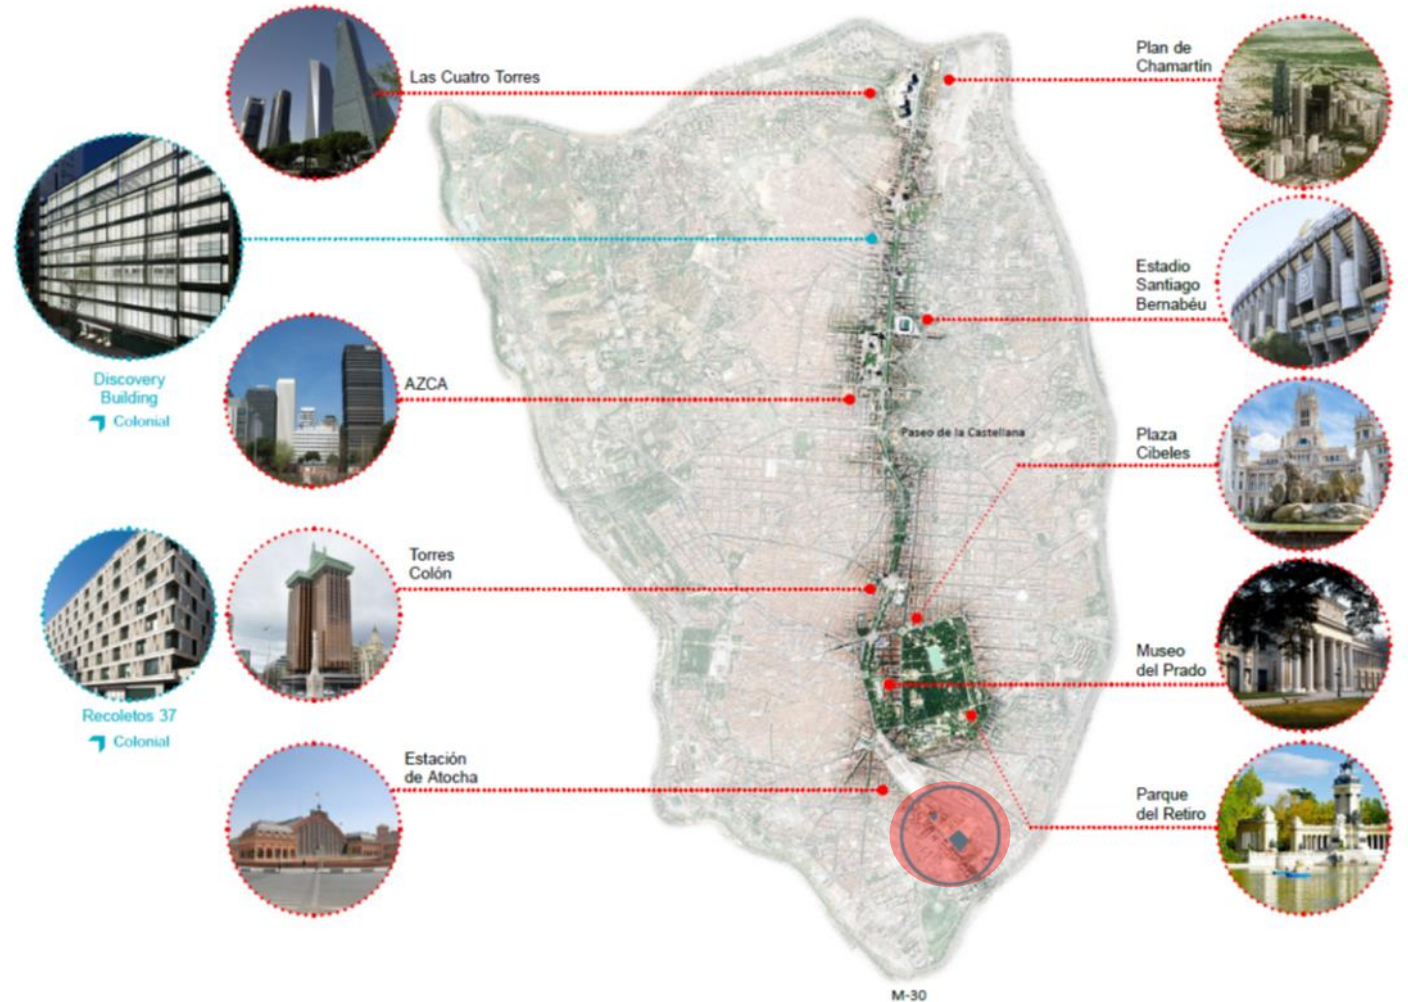 Las Cuatro Torres
Plan de
Chamartín
Discovery
Building
Colonial
Estadio
Santiago
Bernabéu
AZCA
Paseo de la Castellana
Plaza
Cibeles
Torres
Colón
Recoletos 37
Colonial
Museo
del Prado
Estación
de Atocha
Parque
del Retiro
M-30